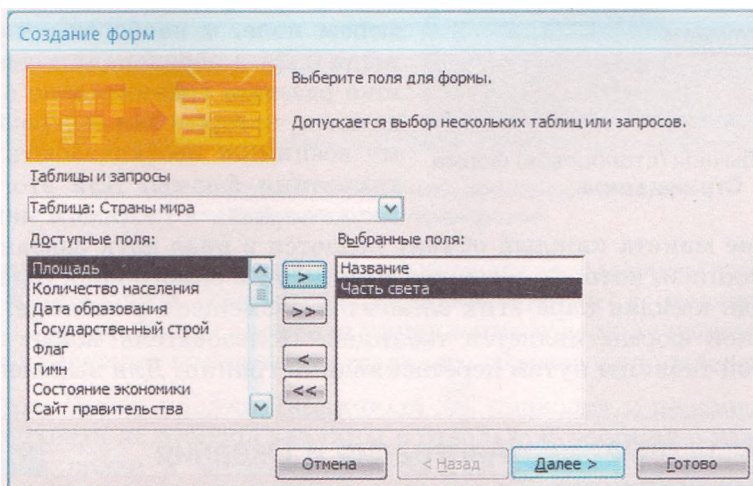 Создание форм
Выберите поля для формы.
Допускается выбор нескольких таблиц или запросов.
Таблицы и запросы
Таблица: Страны мира
Доступные поля:
Выбранные поля:
Площадь
Количество населения
Дата образования
Государственный строй
Флаг
Гимн
Состояние экономики
Сайт правительства
>
>>
<
<<
Название
Часть света
Отмена
< Назад
Далее >
Готово